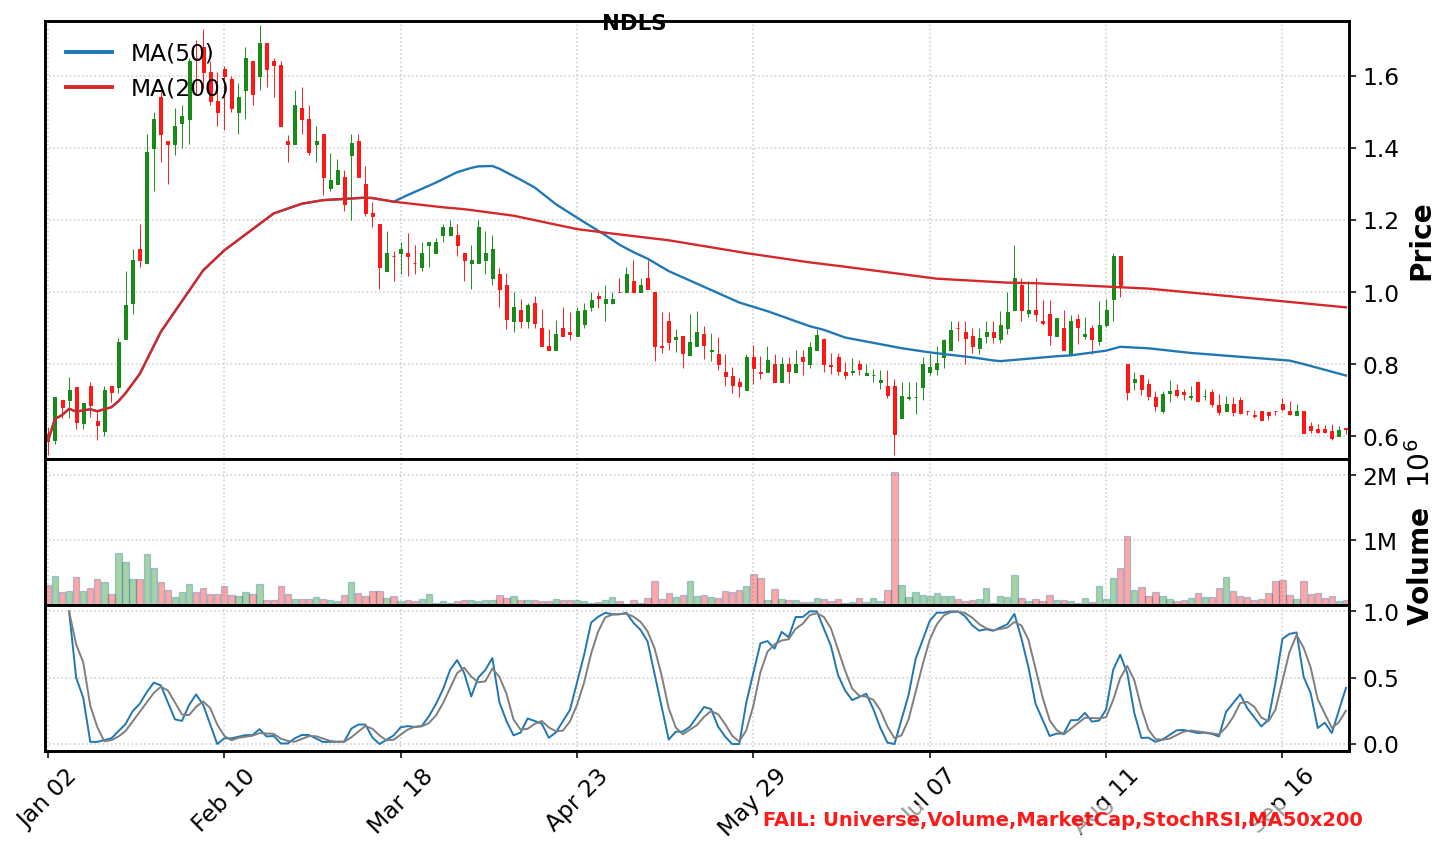 NDLS
MA(50)
MA(200)
1.6
1.4
1.2
1.0
0.8
0.6
Price
10⁶
2M
1M
Volume
1.0
0.5
0.0
Jan 02
Feb 10
Mar 18
Apr 23
May 29
Jul 07
Aug 11
Sep 16
FAIL: Universe,Volume,MarketCap,StochRSI,MA50x200